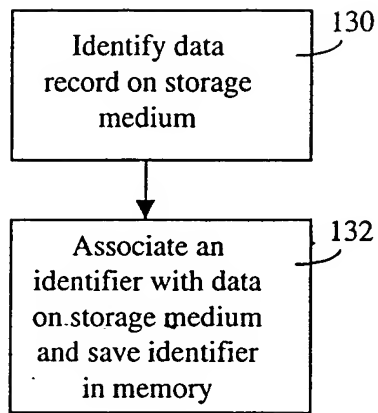 Identify data
record on storage
medium
130
Associate an
identifier with data
on storage medium
and save identifier
in memory
132